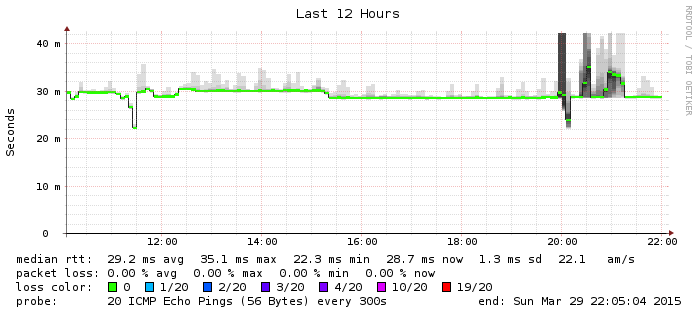 Last 12 Hours
RRDTOOL / TOBI OETIKER
Seconds
40 m
30 m
20 m
10 m
0
12:00 14:00 16:00 18:00 20:00 22:00
median rtt: 29.2 ms avg 35.1 ms max 22.3 ms min 28.7 ms now 1.3 ms sd 22.1 am/s
packet loss: 0.00 % avg 0.00 % max 0.00 % min 0.00 % now
loss color: 0 1/20 2/20 3/20 4/20 10/20 19/20
probe: 20 ICMP Echo Pings (56 Bytes) every 300s end: Sun Mar 29 22:05:04 2015